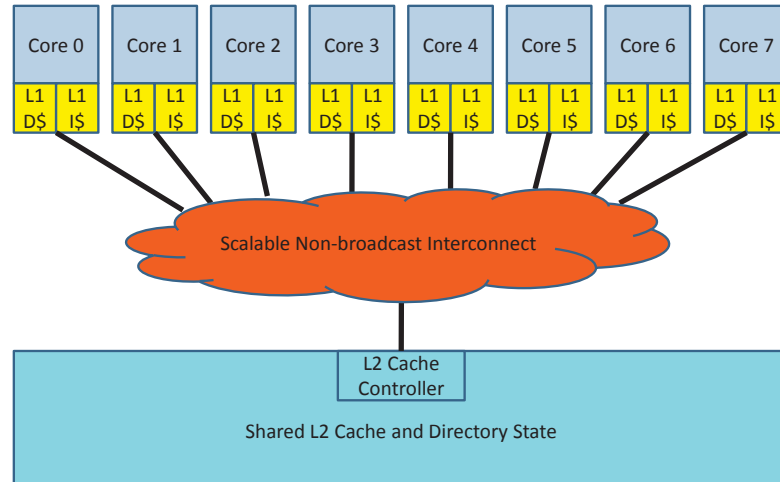 Core 0 Core 1 Core 2 Core 3 Core 4 Core 5 Core 6 Core 7
L1 L1 L1 L1 L1 L1 L1 L1 L1 L1 L1 L1 L1 L1 L1 L1
D$ I$ D$ I$ D$ I$ D$ I$ D$ I$ D$ I$ D$ I$ D$ I$
Scalable Non-broadcast Interconnect
L2 Cache
Controller
Shared L2 Cache and Directory State